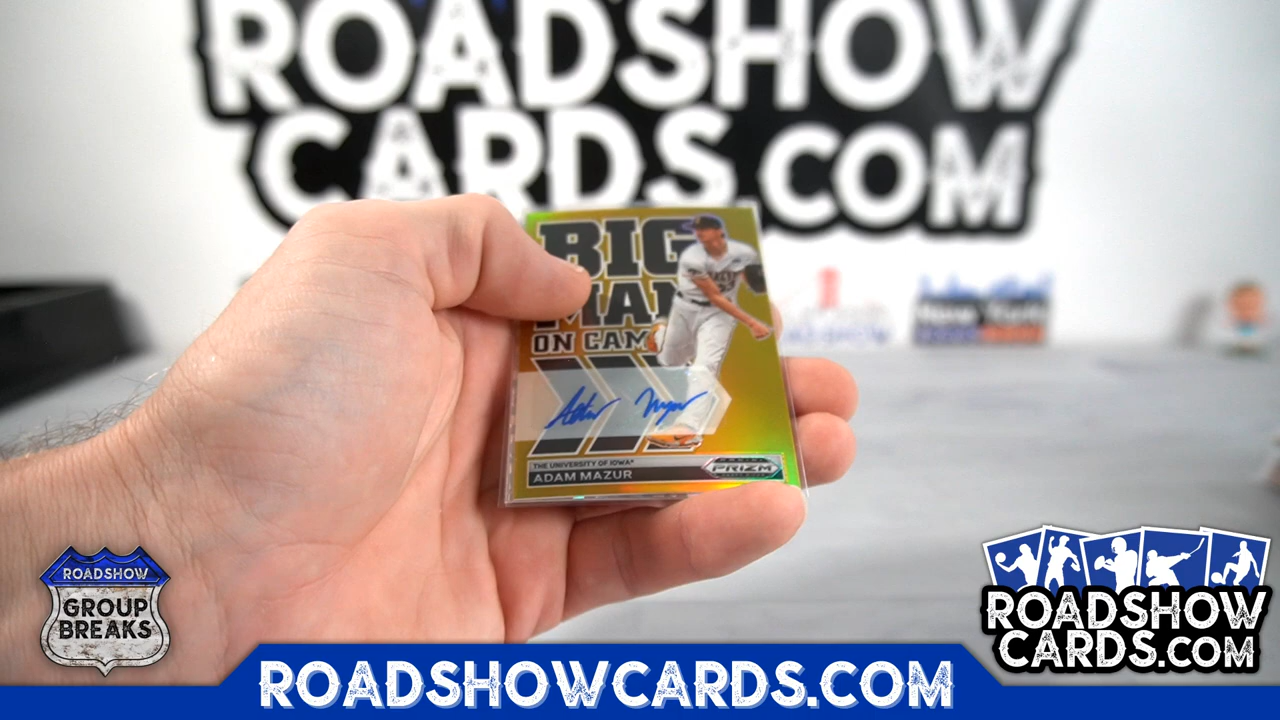 ROADSHOW
CARDS.COM
BIG
MAN
ON CAM
THE UNIVERSITY OF IOWA®
ADAM MAZUR
PANINI
PRIZM
ROADSHOW
GROUP
BREAKS
ROADSHOW
CARDS.COM
ROADSHOWCARDS.COM